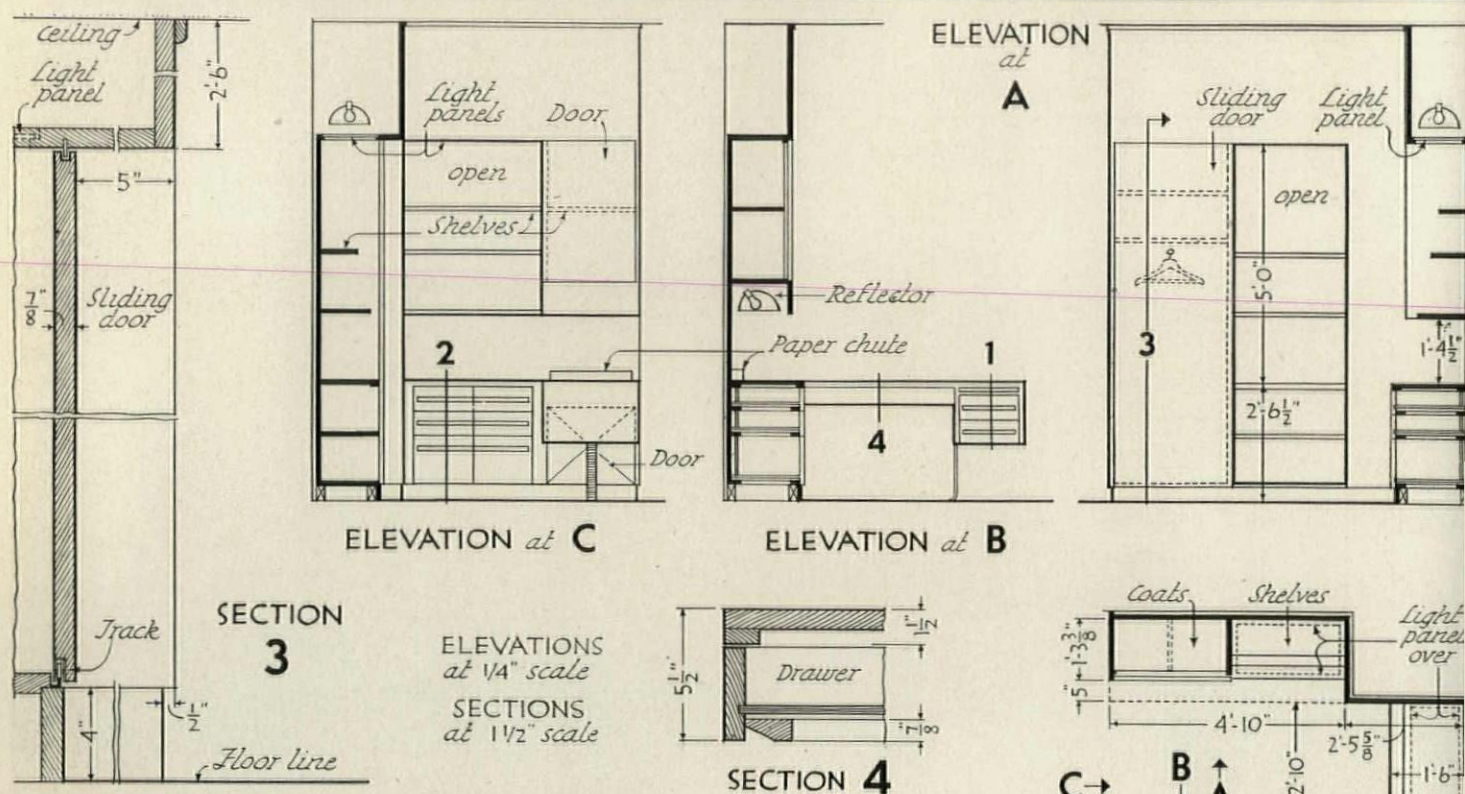 Ceiling
Light
panel
2'-6"
5"
7/8"
Sliding
door
Track
4"
1/2"
Floor line
SECTION
3
Light
panels
Door
open
Shelves
2
Door
ELEVATION at C
Reflector
Paper chute
1
4
ELEVATION at B
ELEVATION
at
A
Sliding
door
Light
panel
open
3
5'-0"
2'-6 1/2"
1'-4 1/2"
ELEVATIONS
at 1/4" scale
SECTIONS
at 1 1/2" scale
5 1/2"
1 1/2"
Drawer
7/8"
SECTION 4
Coats
Shelves
Light
panel
over
1'-3 3/8"
5"
4'-10"
2'-5 5/8"
2'-10"
1'-6"
C
B
A